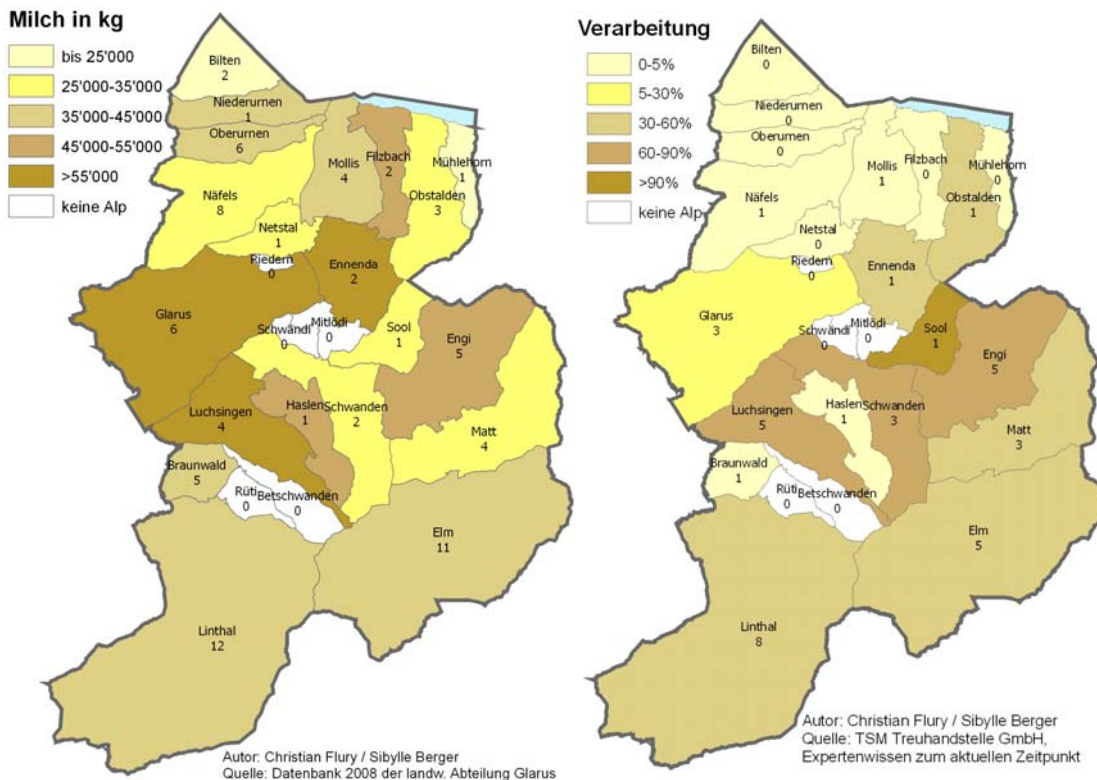 Milch in kg
bis 25'000
25'000-35'000
35'000-45'000
45'000-55'000
>55'000
keine Alp
Bilten
2
Niederurnen
1
Oberurnen
6
Näfels
8
Mollis
4
Filzbach
2
Mühlehorn
1
Obstalden
3
Netstal
1
Riedern
0
Ennenda
2
Glarus
6
Schwändi
0
Mitlödi
0
Sool
1
Engi
5
Luchsingen
4
Haslen
1
Schwanden
2
Matt
4
Braunwald
5
Rüti
0
Betschwanden
0
Elm
11
Linthal
12
Autor: Christian Flury / Sibylle Berger
Quelle: Datenbank 2008 der landw. Abteilung Glarus
Verarbeitung
0-5%
5-30%
30-60%
60-90%
>90%
keine Alp
Bilten
0
Niederurnen
0
Oberurnen
0
Näfels
1
Mollis
1
Filzbach
0
Mühlehorn
0
Obstalden
1
Netstal
0
Riedern
0
Ennenda
1
Glarus
3
Schwändi
0
Mitlödi
0
Sool
1
Engi
5
Luchsingen
5
Haslen
1
Schwanden
3
Matt
3
Braunwald
1
Rüti
0
Betschwanden
0
Elm
5
Linthal
8
Autor: Christian Flury / Sibylle Berger
Quelle: TSM Treuhandstelle GmbH,
Expertenwissen zum aktuellen Zeitpunkt